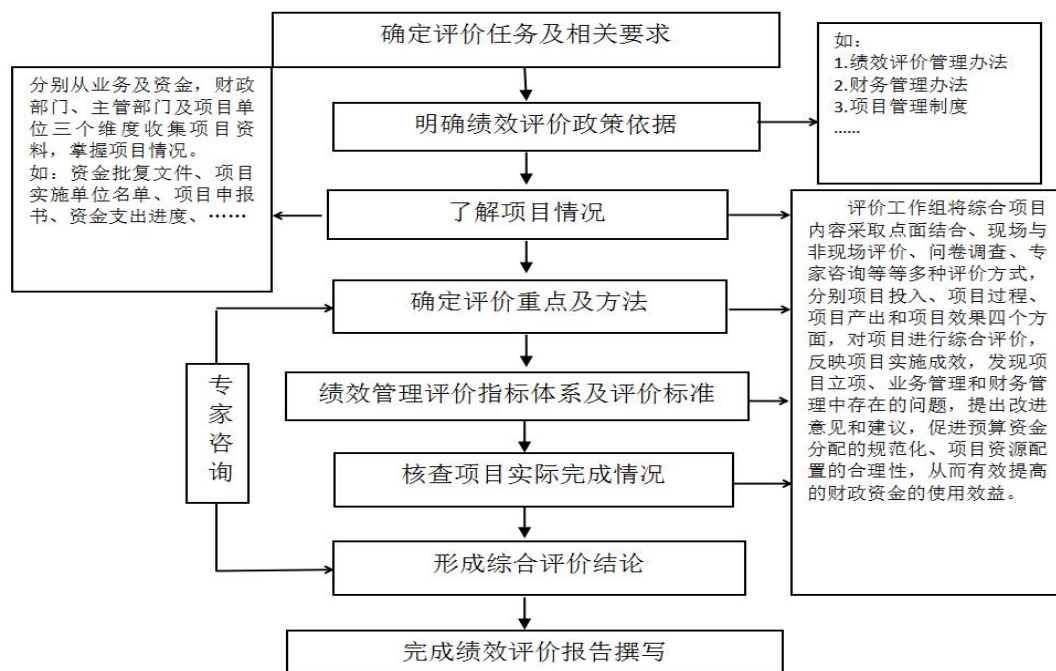 确定评价任务及相关要求
如：
1.绩效评价管理办法
2.财务管理办法
3.项目管理制度
……
分别从业务及资金，财政
部门、主管部门及项目单
位三个维度收集项目资
料，掌握项目情况。
如：资金批复文件、项目
实施单位名单、项目申报
书、资金支出进度、……
明确绩效评价政策依据
了解项目情况
评价工作组将综合项目
内容采取点面结合、现场与
非现场评价、问卷调查、专
家咨询等等多种评价方式，
分别项目投入、项目过程、
项目产出和项目效果四个方
面，对项目进行综合评价，
反映项目实施成效，发现项
目立项、业务管理和财务管
理中存在的问题，提出改进
意见和建议，促进预算资金
分配的规范化、项目资源配
置的合理性，从而有效提高
的财政资金的使用效益。
确定评价重点及方法
专
家
咨
询
绩效管理评价指标体系及评价标准
核查项目实际完成情况
形成综合评价结论
完成绩效评价报告撰写